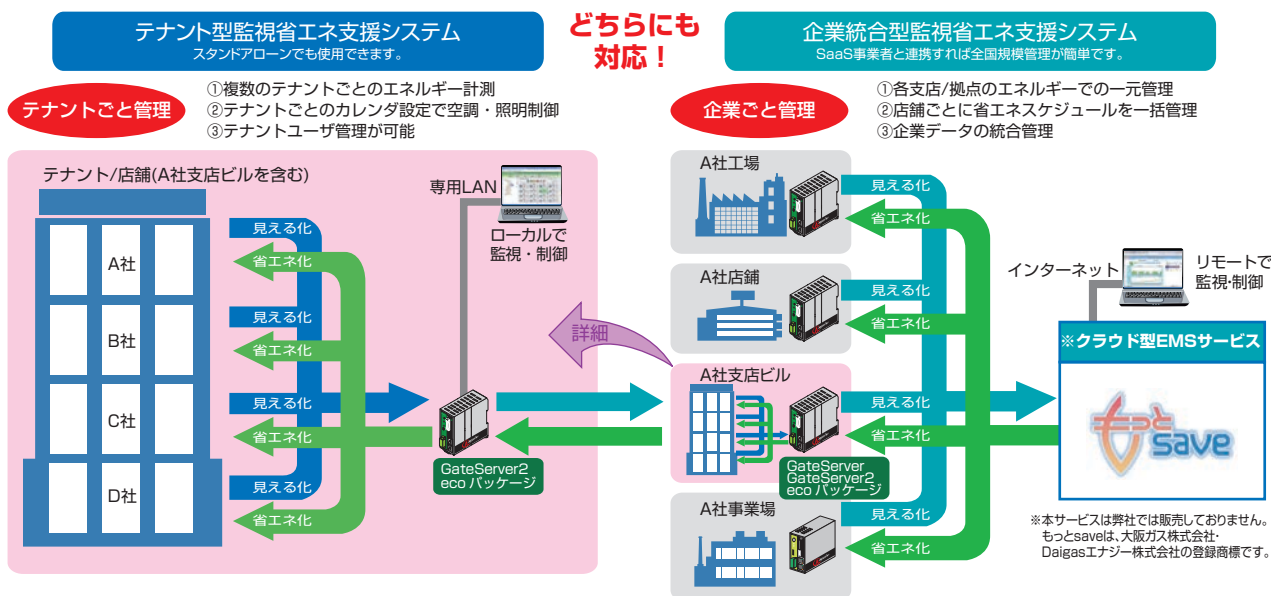 テナント型監視省エネ支援システム
スタンドアローンでも使用できます。
どちらにも
対応！
企業統合型監視省エネ支援システム
SaaS事業者と連携すれば全国規模管理が簡単です。
テナントごと管理
①複数のテナントごとのエネルギー計測
②テナントごとのカレンダ設定で空調・照明制御
③テナントユーザ管理が可能
企業ごと管理
①各支店/拠点のエネルギーでの一元管理
②店舗ごとに省エネスケジュールを一括管理
③企業データの統合管理
テナント/店舗(A社支店ビルを含む)
A社
B社
C社
D社
見える化
省エネ化
見える化
省エネ化
見える化
省エネ化
見える化
省エネ化
専用LAN
ローカルで
監視・制御
GateServer2
eco パッケージ
詳細
A社工場
見える化
省エネ化
A社店舗
見える化
省エネ化
A社支店ビル
見える化
省エネ化
GateServer
GateServer2
eco パッケージ
A社事業場
見える化
省エネ化
インターネット
リモートで
監視・制御
※クラウド型EMSサービス
もっと
save
※本サービスは弊社では販売しておりません。
もっとsaveは、大阪ガス株式会社・
Daigasエナジー株式会社の登録商標です。